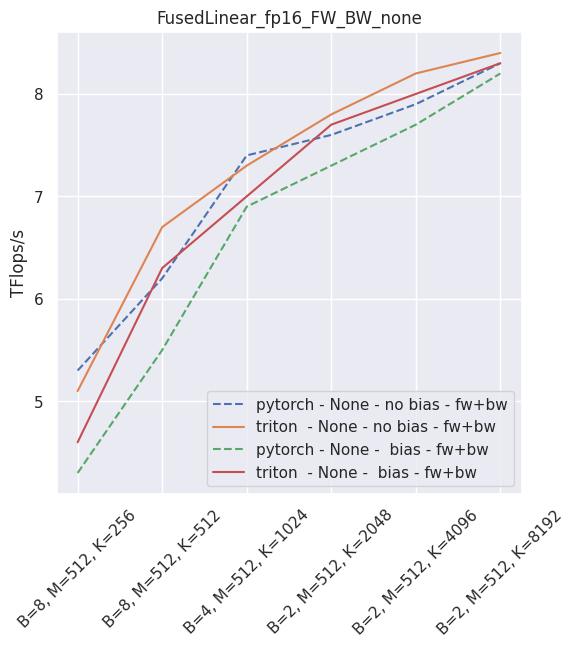 FusedLinear_fp16_FW_BW_none
TFlops/s
8
7
6
5
pytorch - None - no bias - fw+bw
triton  - None - no bias - fw+bw
pytorch - None -  bias - fw+bw
triton  - None -  bias - fw+bw
B=8, M=512, K=256
B=8, M=512, K=512
B=4, M=512, K=1024
B=2, M=512, K=2048
B=2, M=512, K=4096
B=2, M=512, K=8192